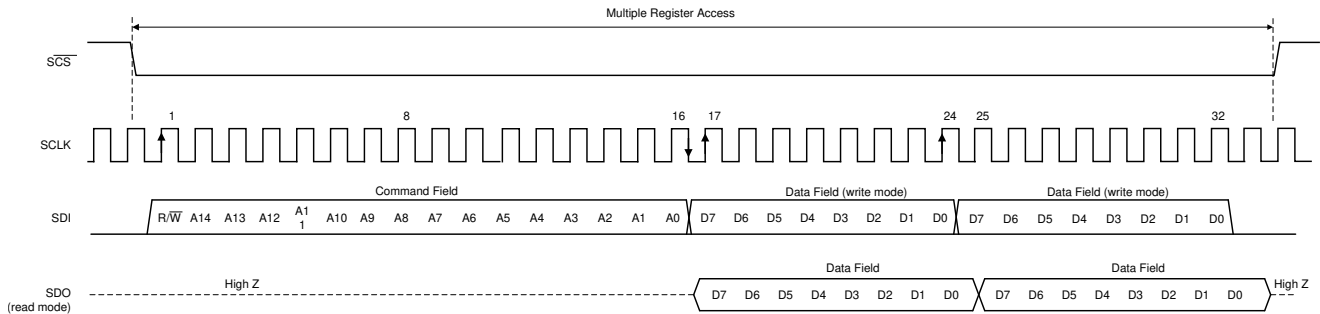 Multiple Register Access
SCS
1 8 16 17 24 25 32
SCLK
Command Field Data Field (write mode) Data Field (write mode)
SDI R/W A14 A13 A12 A1 1 A10 A9 A8 A7 A6 A5 A4 A3 A2 A1 A0 D7 D6 D5 D4 D3 D2 D1 D0 D7 D6 D5 D4 D3 D2 D1 D0
Data Field Data Field
High Z High Z
SDO D7 D6 D5 D4 D3 D2 D1 D0 D7 D6 D5 D4 D3 D2 D1 D0
(read mode)